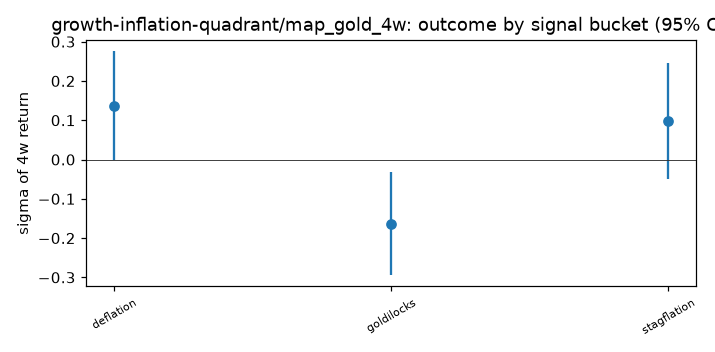 growth-inflation-quadrant/map_gold_4w: outcome by signal bucket (95% C
sigma of 4w return
0.3
0.2
0.1
0.0
−0.1
−0.2
−0.3
deflation
goldilocks
stagflation